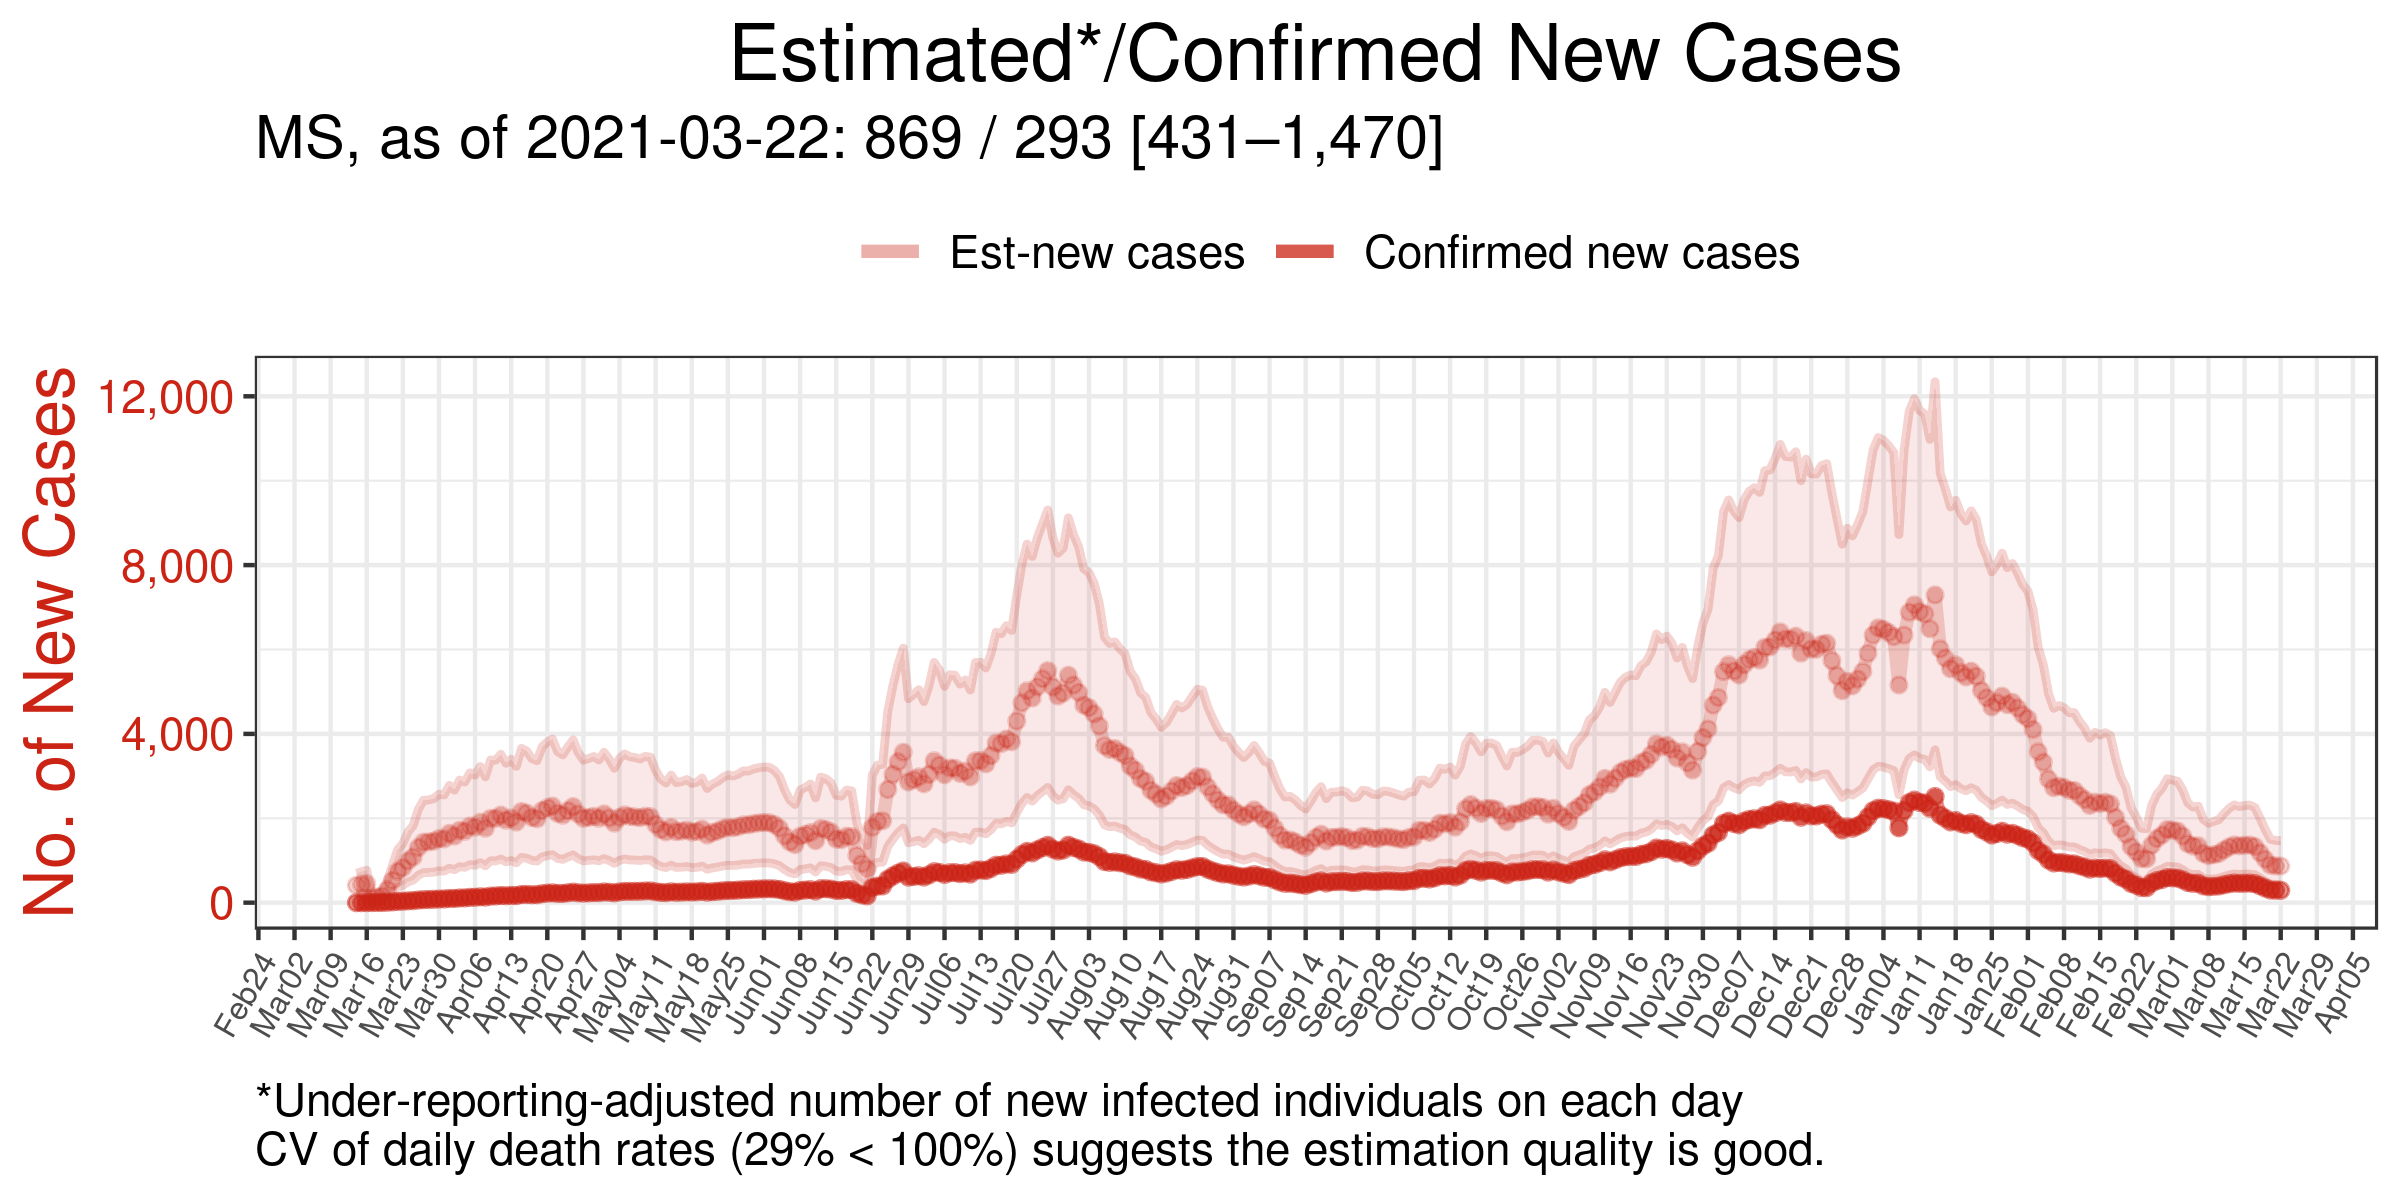 Estimated*/Confirmed New Cases
MS, as of 2021-03-22: 869 / 293 [431–1,470]
Est-new cases
Confirmed new cases
No. of New Cases
12,000
8,000
4,000
0
Feb24
Mar02
Mar09
Mar16
Mar23
Mar30
Apr06
Apr13
Apr20
Apr27
May04
May11
May18
May25
Jun01
Jun08
Jun15
Jun22
Jun29
Jul06
Jul13
Jul20
Jul27
Aug03
Aug10
Aug17
Aug24
Aug31
Sep07
Sep14
Sep21
Sep28
Oct05
Oct12
Oct19
Oct26
Nov02
Nov09
Nov16
Nov23
Nov30
Dec07
Dec14
Dec21
Dec28
Jan04
Jan11
Jan18
Jan25
Feb01
Feb08
Feb15
Feb22
Mar01
Mar08
Mar15
Mar22
Mar29
Apr05
*Under-reporting-adjusted number of new infected individuals on each day
CV of daily death rates (29% < 100%) suggests the estimation quality is good.